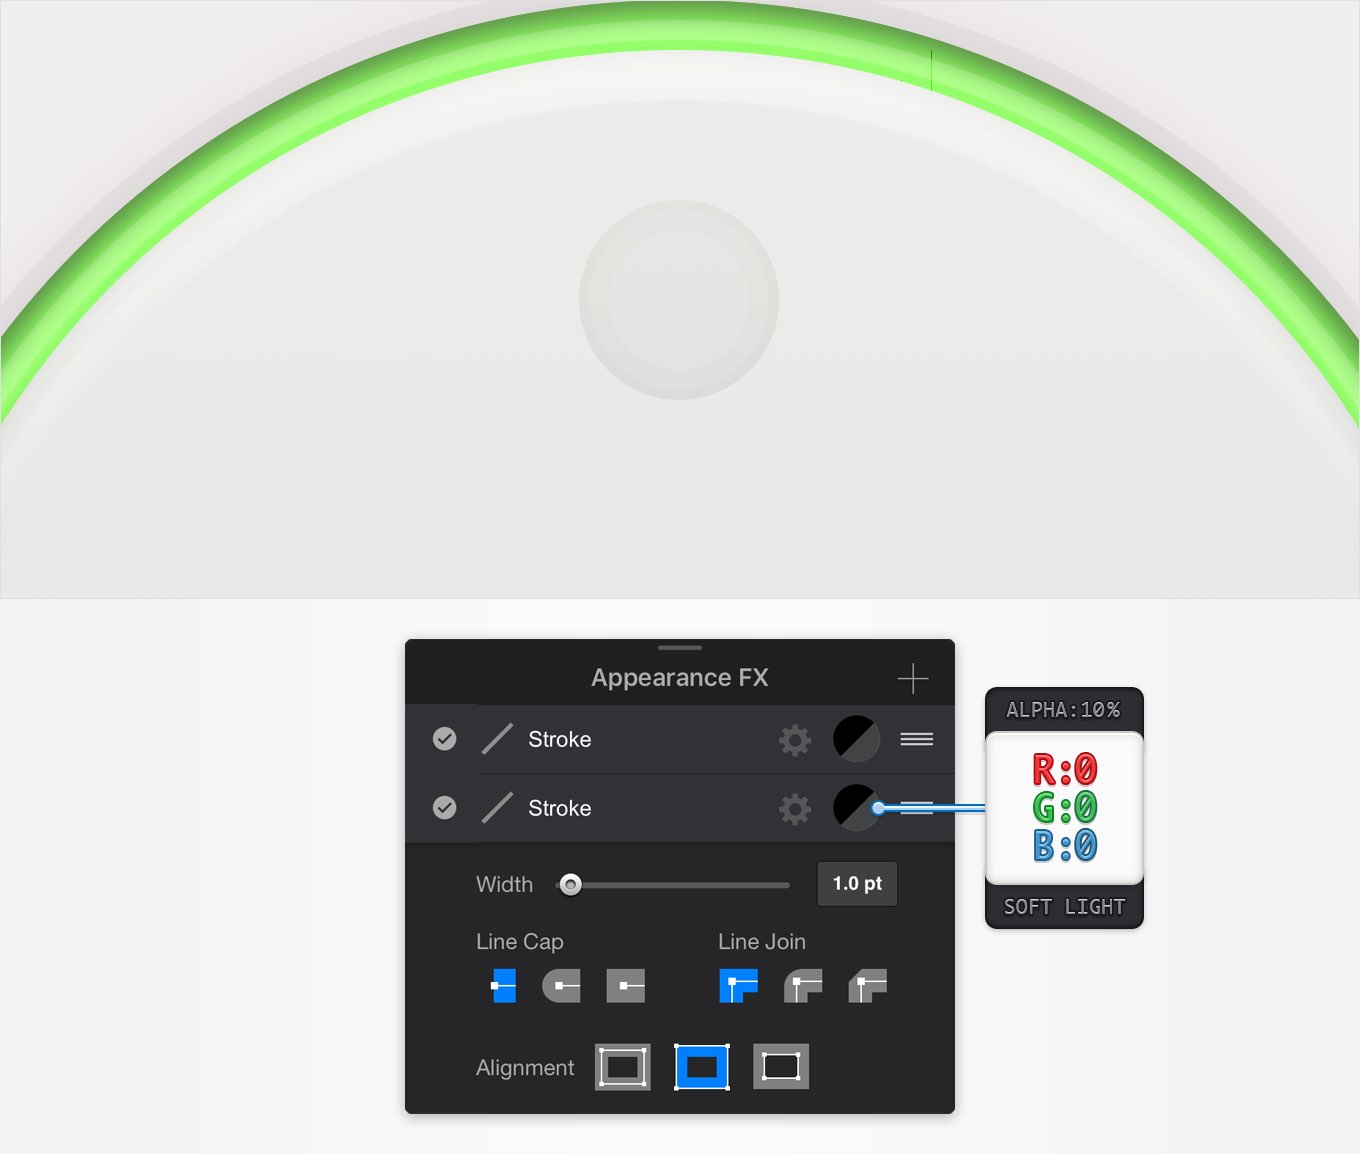 Appearance FX
Stroke
Stroke
Width
1.0 pt
Line Cap
Line Join
Alignment
ALPHA:10%
R:0
G:0
B:0
SOFT LIGHT